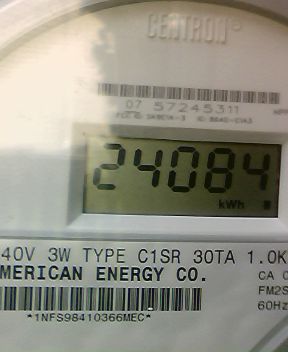 CENTRON®
07 57245311
24084
kWh
40V 3W TYPE C1SR 30TA 1.0K
MERICAN ENERGY CO. CA 0
FM2S
60Hz
*1NFS98410366MEC*